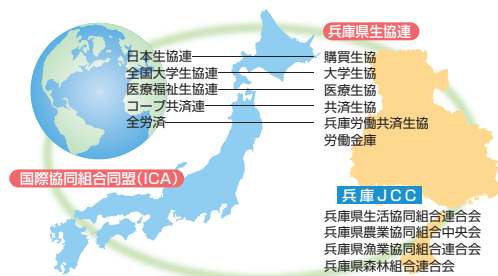 兵庫県生協連
日本生協連
購買生協
全国大学生協連
大学生協
医療福祉生協連
医療生協
コープ共済連
共済生協
全労済
兵庫労働共済生協
労働金庫
国際協同組合同盟(ICA)
兵庫JCC
兵庫県生活協同組合連合会
兵庫県農業協同組合中央会
兵庫県漁業協同組合連合会
兵庫県森林組合連合会